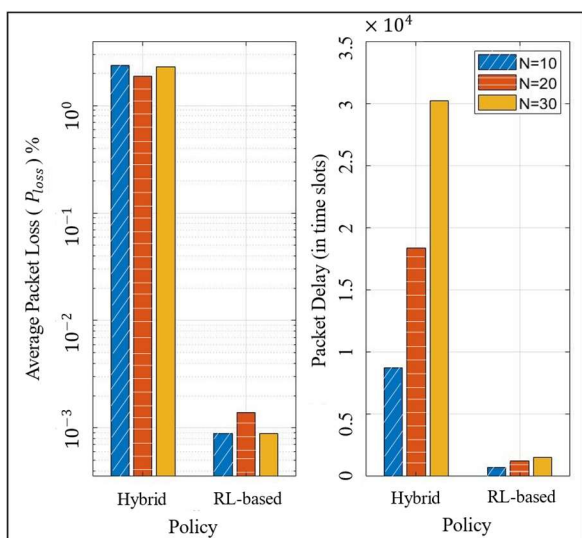 Average Packet Loss ( P_loss ) %
10^0
10^-1
10^-2
10^-3
Hybrid RL-based
Policy
× 10^4
Packet Delay (in time slots)
3.5
3
2.5
2
1.5
1
0.5
0
N=10
N=20
N=30
Hybrid RL-based
Policy